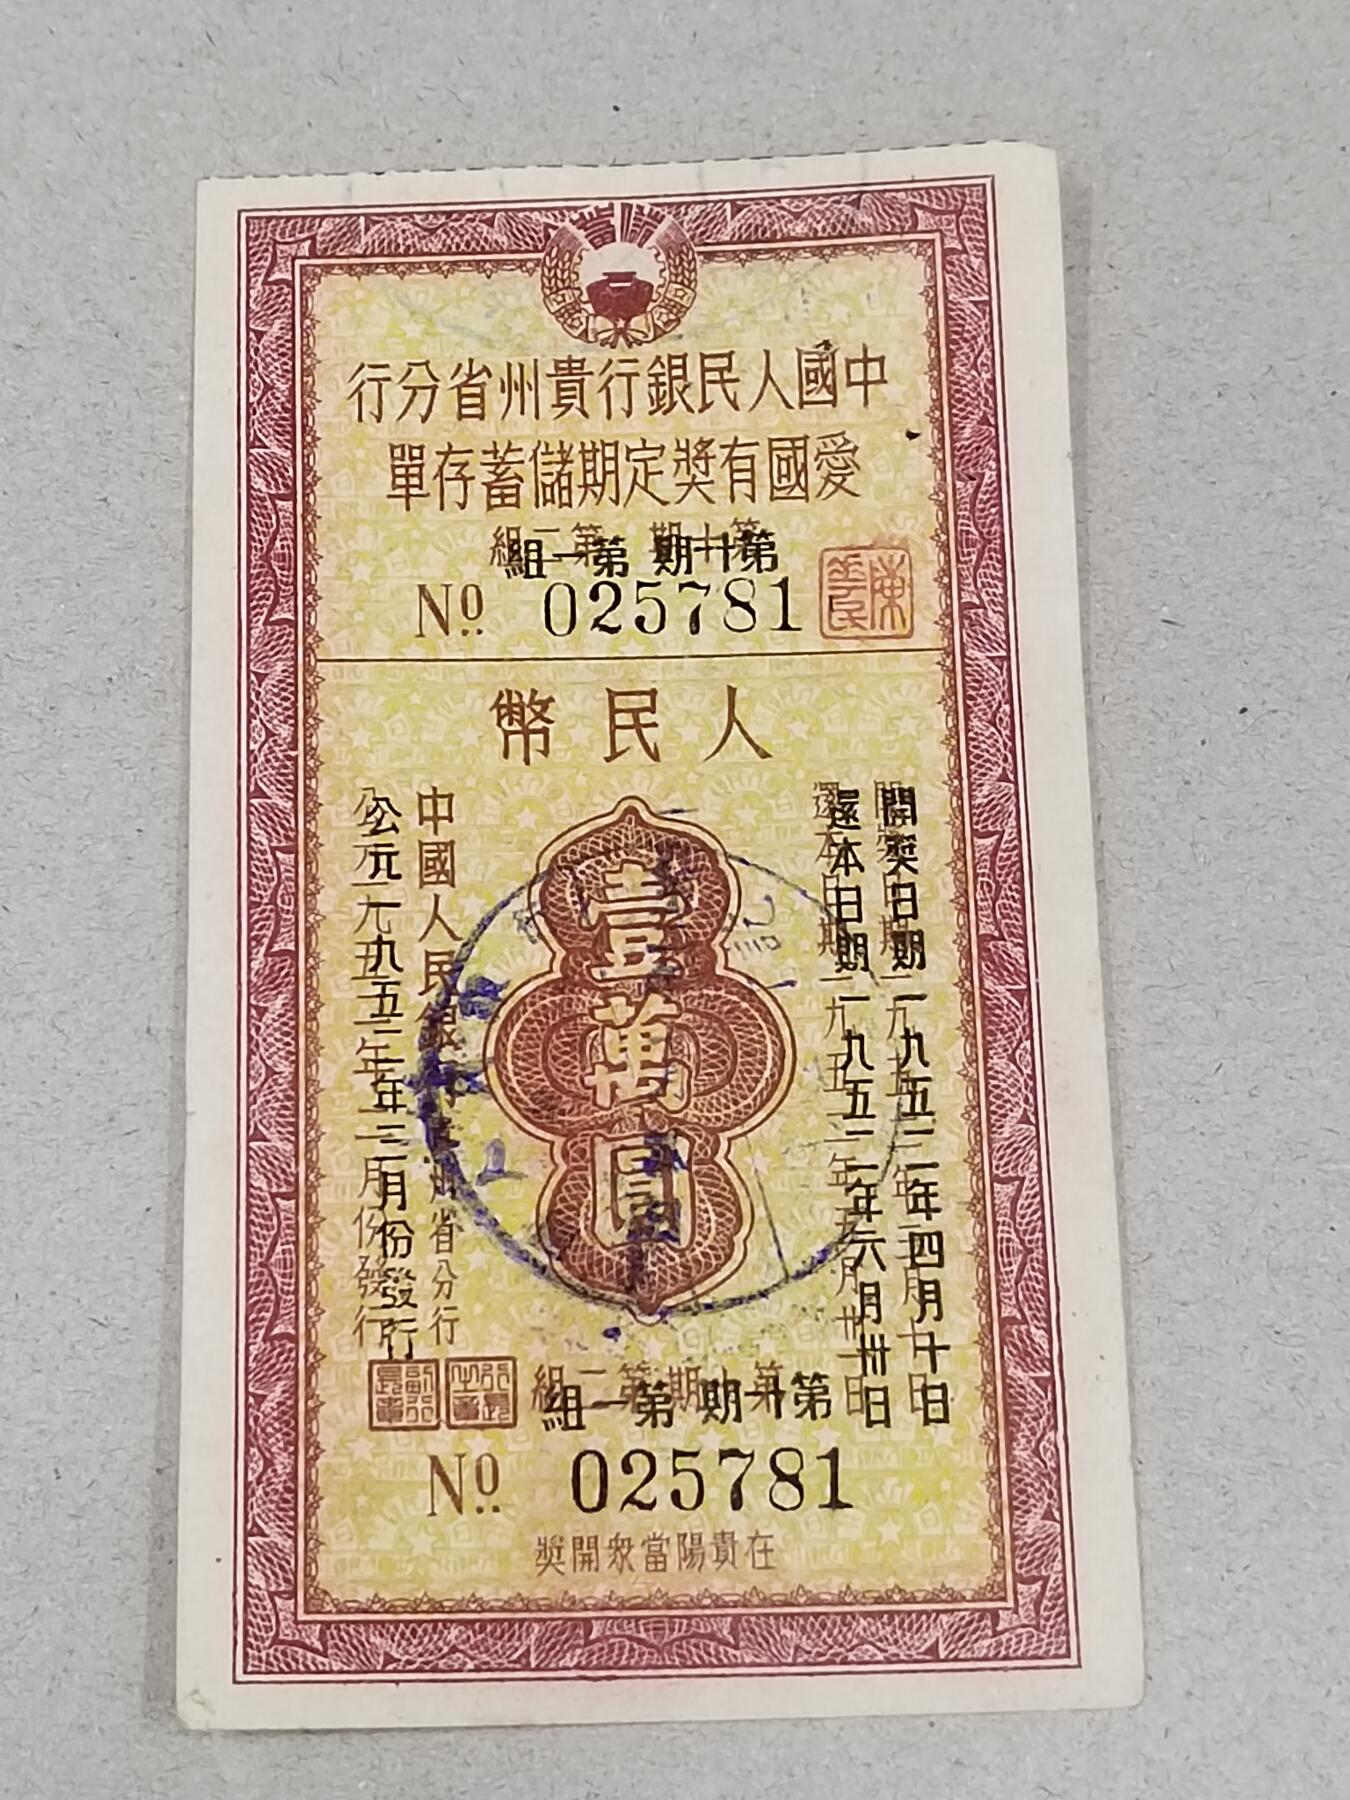 中國人民銀行貴州省分行
愛國有獎定期儲蓄存單
第十期 第一組
No. 025781
人民幣
開獎日期一九五二年四月十日
還本日期一九五二年六月卅日
壹萬圓
中國人民銀行貴州省分行
公元一九五二年三月份發行
第十期 第一組
No. 025781
在貴陽當衆開獎